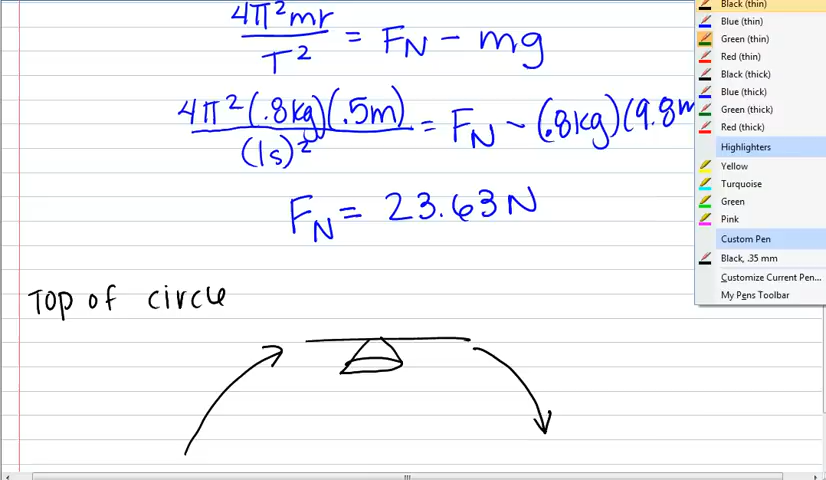 4π²mr / T² = F_N - mg
4π²(.8kg)(.5m) / (1s)² = F_N - (.8kg)(9.8m
F_N = 23.63N
TOP OF CIRCLE
Black (thin)
Blue (thin)
Green (thin)
Red (thin)
Black (thick)
Blue (thick)
Green (thick)
Red (thick)
Highlighters
Yellow
Turquoise
Green
Pink
Custom Pen
Black, .35 mm
Customize Current Pen...
My Pens Toolbar